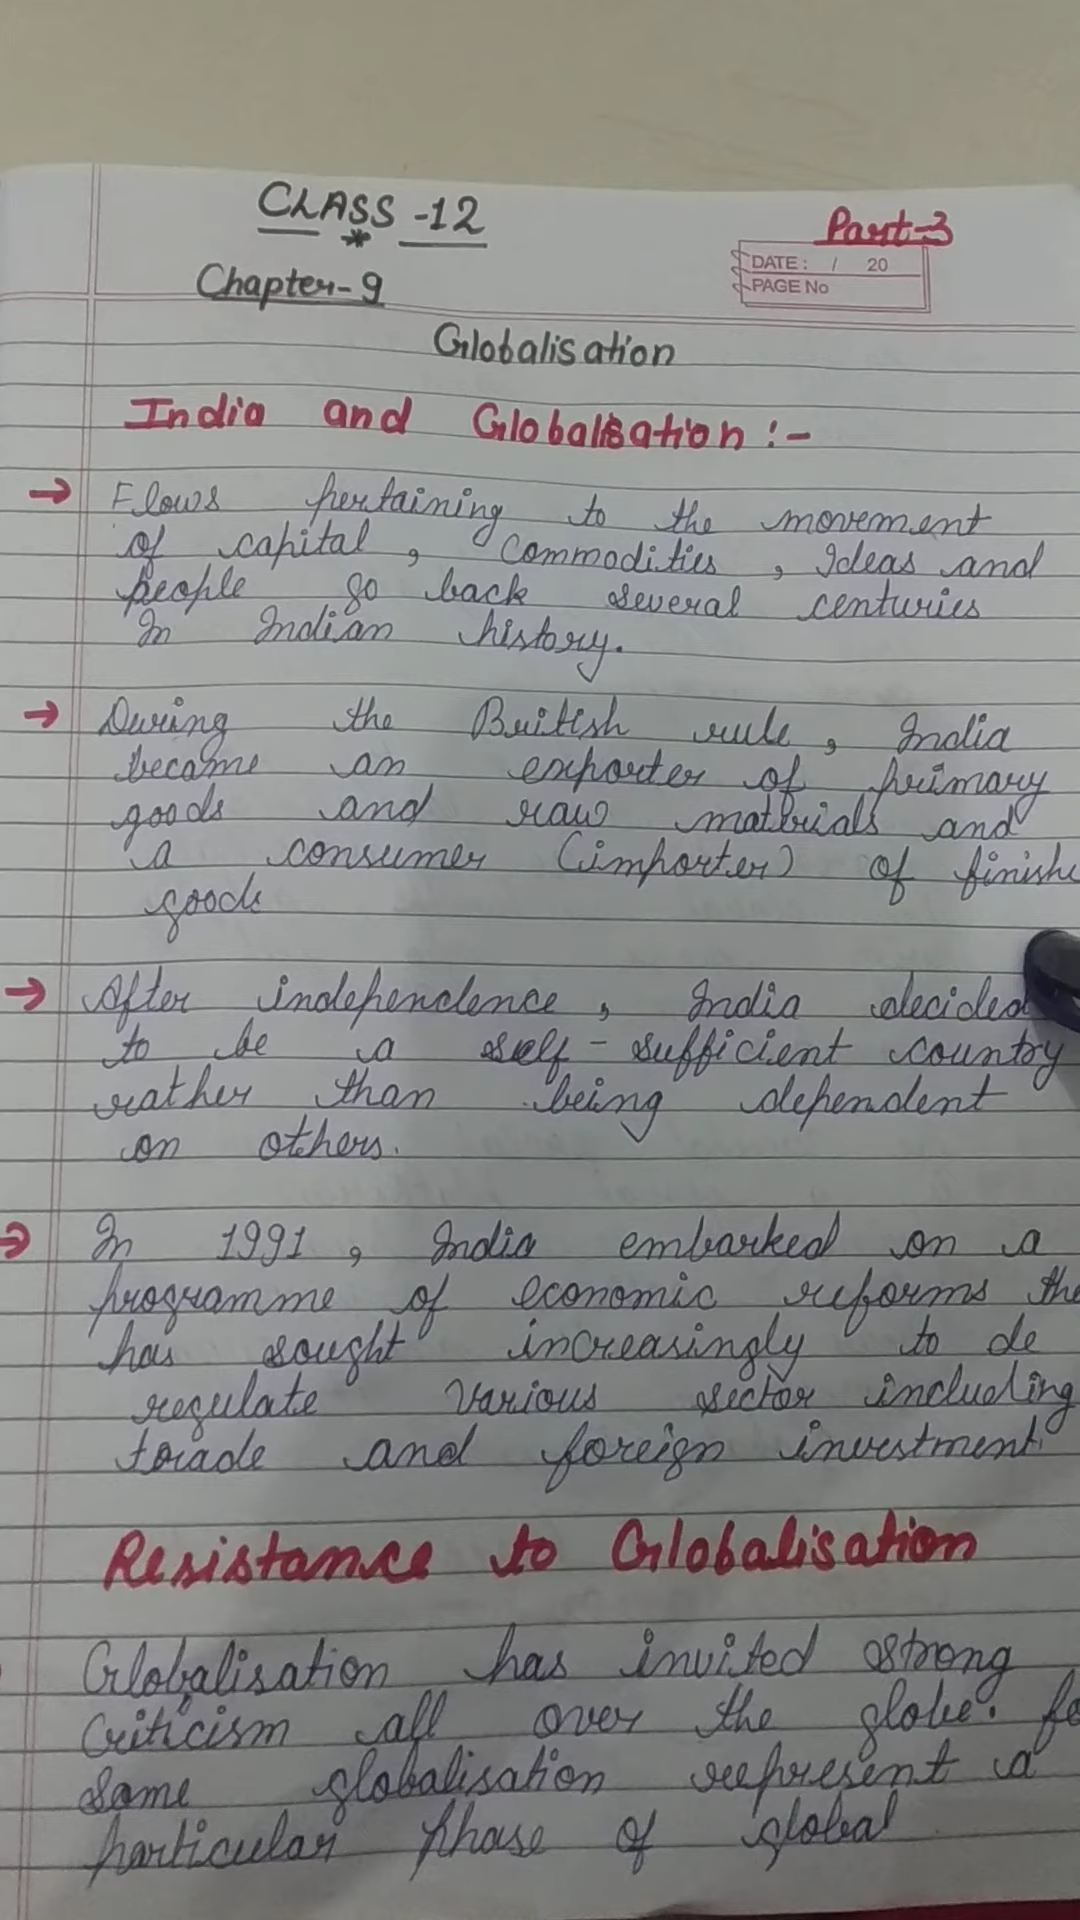 CLASS -12
Part-3
DATE: / 20
PAGE No
Chapter-9
Globalisation
India and Globalisation :-
→ Flows pertaining to the movement
of capital, Commodities, Ideas and
people go back several centuries
In Indian history.
→ During the British rule, India
became an exporter of primary
goods and raw materials and
a consumer (importer) of finishe
goods
→ After independence, India decided
to be a self-sufficient country
rather than being dependent
on others.
→ In 1991, India embarked on a
programme of economic reforms tha
has sought increasingly to de
regulate various sector including
trade and foreign investment.
Resistance to Globalisation
Globalisation has invited strong
Criticism all over the globe. Fo
Some globalisation represent a
particular phase of global